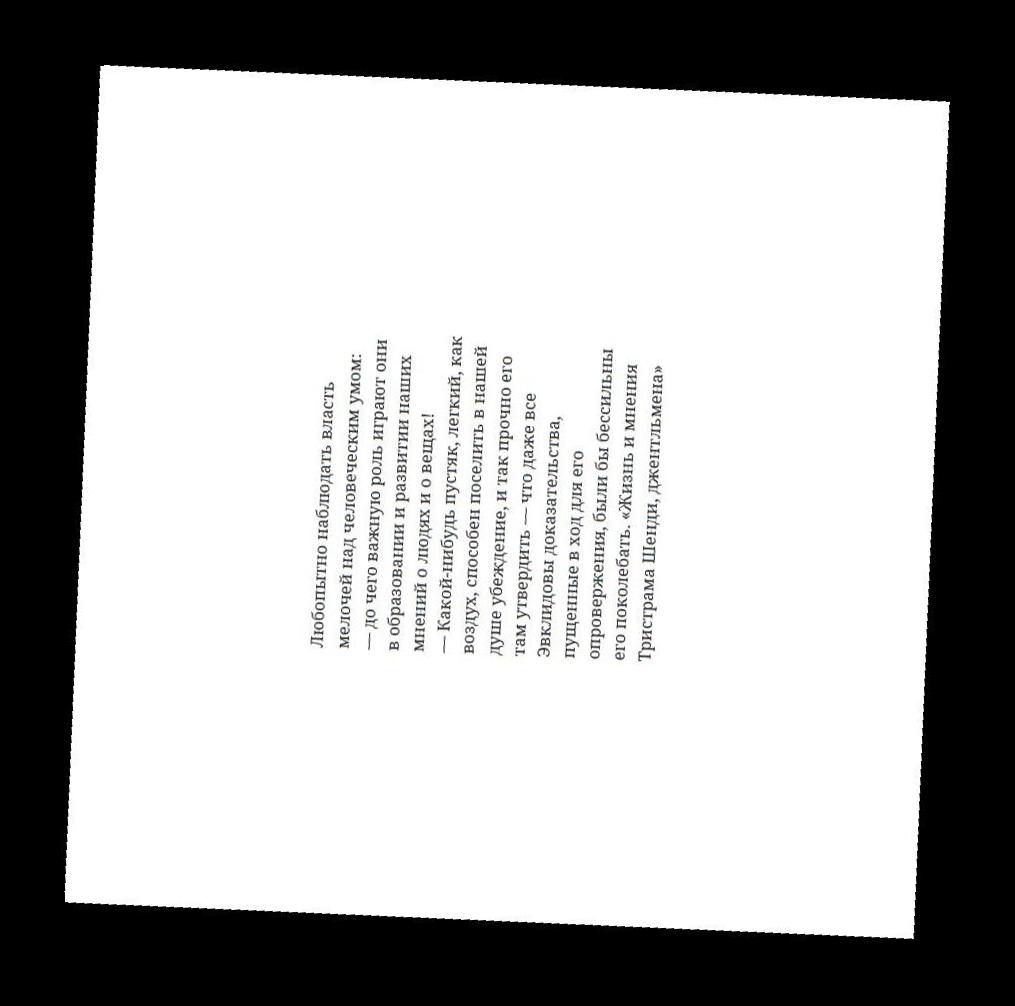 Любопытно наблюдать власть
мелочей над человеческим умом:
— до чего важную роль играют они
в образовании и развитии наших
мнений о людях и о вещах!
— Какой-нибудь пустяк, легкий, как
воздух, способен поселить в нашей
душе убеждение, и так прочно его
там утвердить — что даже все
Эвклидовы доказательства,
пущенные в ход для его
опровержения, были бы бессильны
его поколебать. «Жизнь и мнения
Тристрама Шенди, джентльмена»